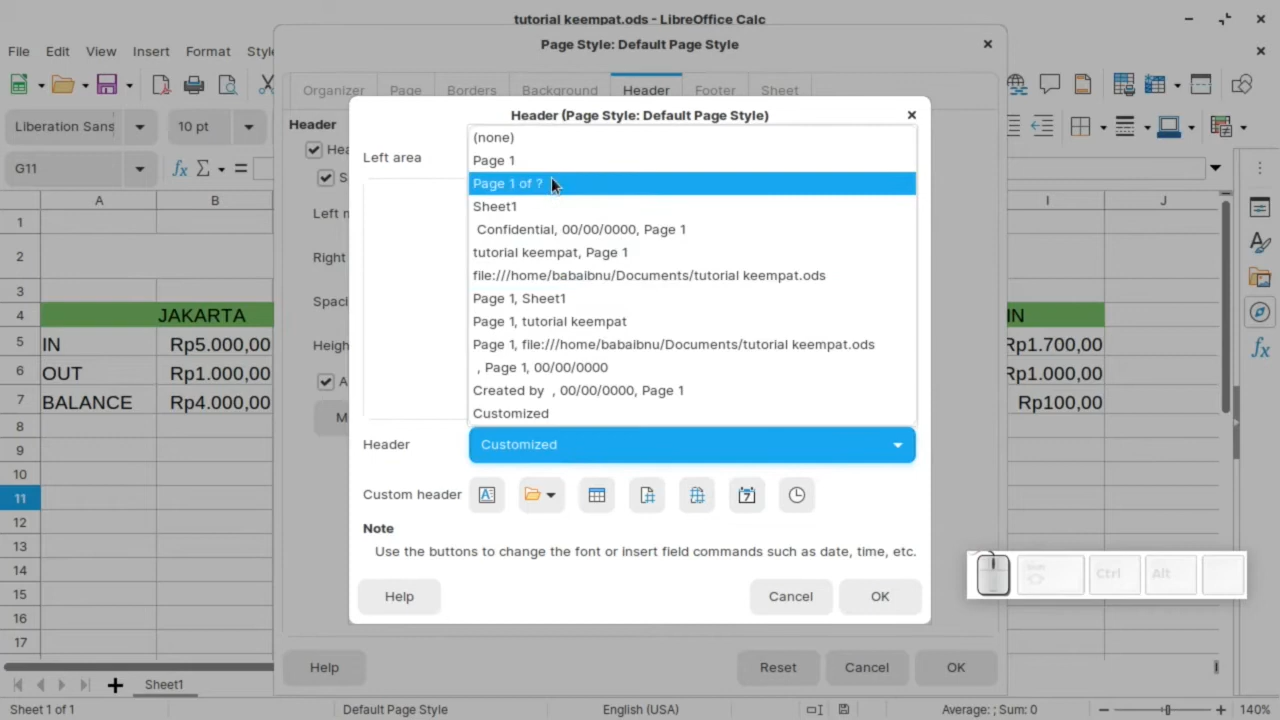 tutorial keempat.ods - LibreOffice Calc
File Edit View Insert Format
Page Style: Default Page Style
Organizer Page Borders Background Header Footer Sheet
Liberation Sans 10 pt
G11
Header
Header (Page Style: Default Page Style)
Left area
(none)
Page 1
Page 1 of ?
Sheet1
Confidential, 00/00/0000, Page 1
tutorial keempat, Page 1
file:///home/babaibnu/Documents/tutorial keempat.ods
Page 1, Sheet1
Page 1, tutorial keempat
Page 1, file:///home/babaibnu/Documents/tutorial keempat.ods
, Page 1, 00/00/0000
Created by , 00/00/0000, Page 1
Customized
Header Customized
Custom header
Note
Use the buttons to change the font or insert field commands such as date, time, etc.
Help Cancel OK
Help Reset Cancel OK
Ctrl Alt
A B I J
1
2
3
4 JAKARTA
5 IN Rp5.000,00 Rp1.700,00
6 OUT Rp1.000,00 Rp1.000,00
7 BALANCE Rp4.000,00 Rp100,00
8
9
10
11
12
13
14
15
16
17
Sheet1
Sheet 1 of 1 Default Page Style English (USA) Average: ; Sum: 0 140%